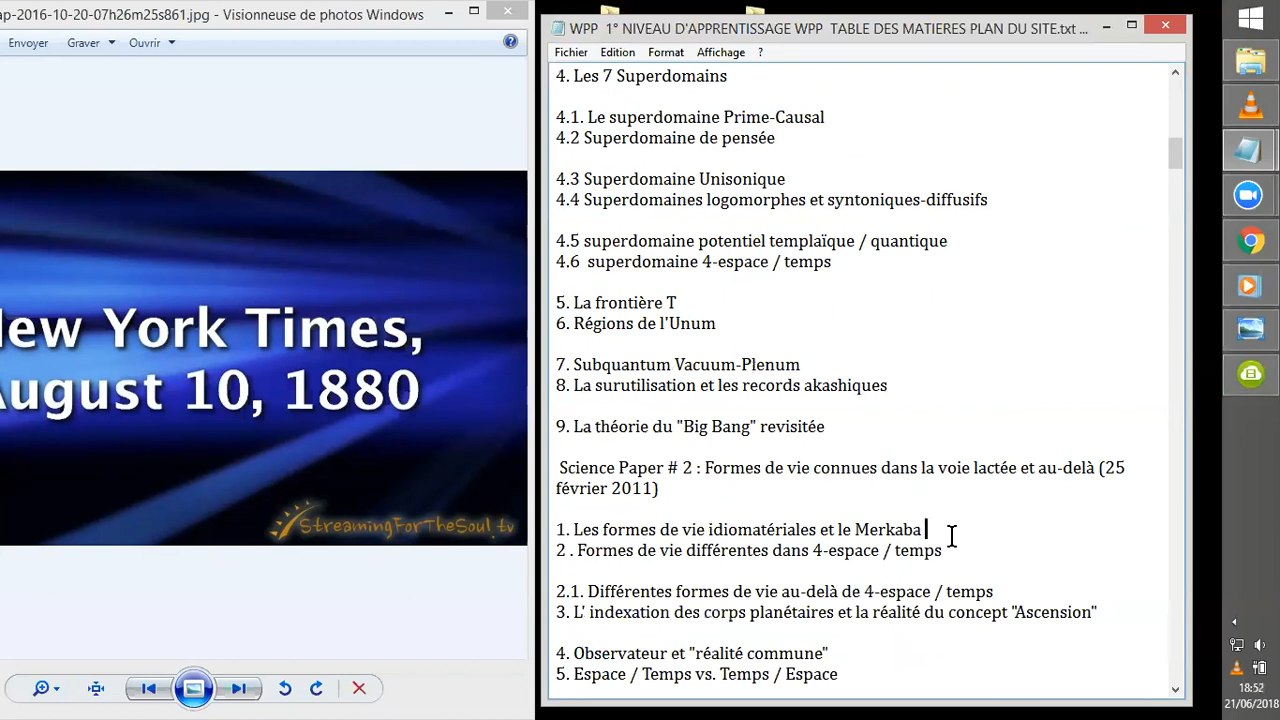 ap-2016-10-20-07h26m25s861.jpg - Visionneuse de photos Windows
Envoyer Graver Ouvrir
New York Times,
August 10, 1880
StreamingForTheSoul.tv
WPP 1° NIVEAU D'APPRENTISSAGE WPP TABLE DES MATIERES PLAN DU SITE.txt ...
Fichier Edition Format Affichage ?
4. Les 7 Superdomains
4.1. Le superdomaine Prime-Causal
4.2 Superdomaine de pensée
4.3 Superdomaine Unisonique
4.4 Superdomaines logomorphes et syntoniques-diffusifs
4.5 superdomaine potentiel templaïque / quantique
4.6 superdomaine 4-espace / temps
5. La frontière T
6. Régions de l'Unum
7. Subquantum Vacuum-Plenum
8. La surutilisation et les records akashiques
9. La théorie du "Big Bang" revisitée
Science Paper # 2 : Formes de vie connues dans la voie lactée et au-delà (25
février 2011)
1. Les formes de vie idiomatériales et le Merkaba
2 . Formes de vie différentes dans 4-espace / temps
2.1. Différentes formes de vie au-delà de 4-espace / temps
3. L' indexation des corps planétaires et la réalité du concept "Ascension"
4. Observateur et "réalité commune"
5. Espace / Temps vs. Temps / Espace
18:52
21/06/2018